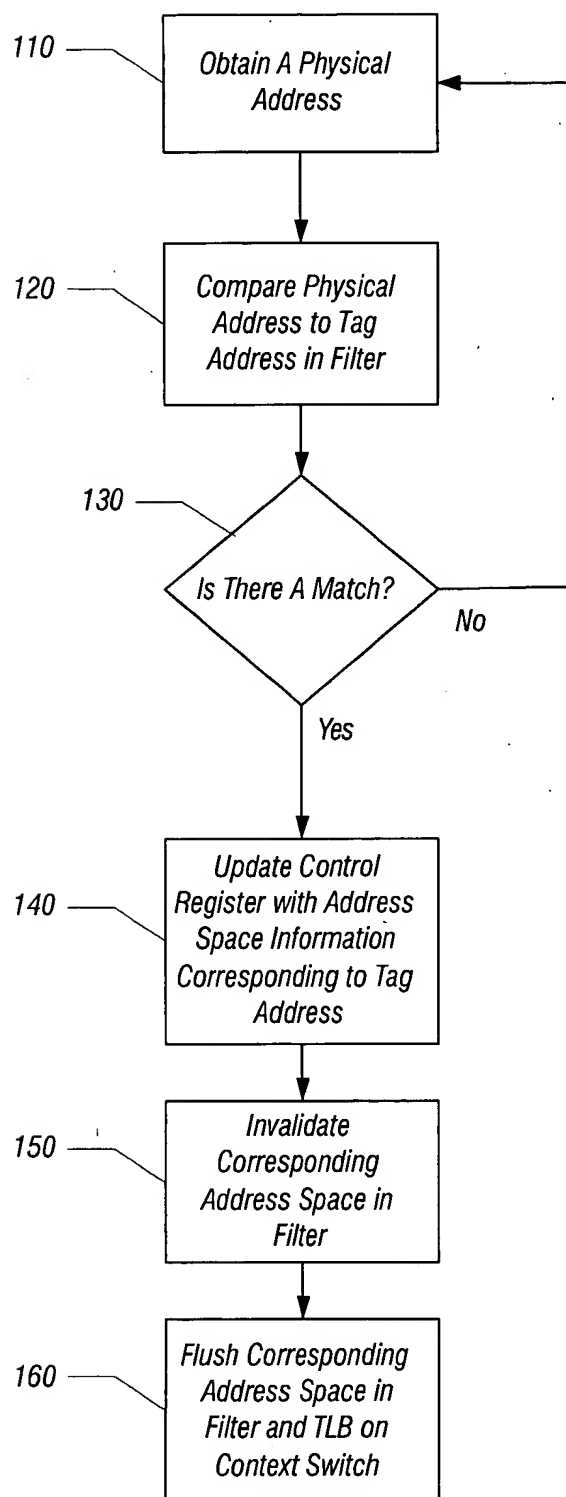 110
Obtain A Physical
Address
120
Compare Physical
Address to Tag
Address in Filter
130
Is There A Match?
No
Yes
140
Update Control
Register with Address
Space Information
Corresponding to Tag
Address
150
Invalidate
Corresponding
Address Space in
Filter
160
Flush Corresponding
Address Space in
Filter and TLB on
Context Switch